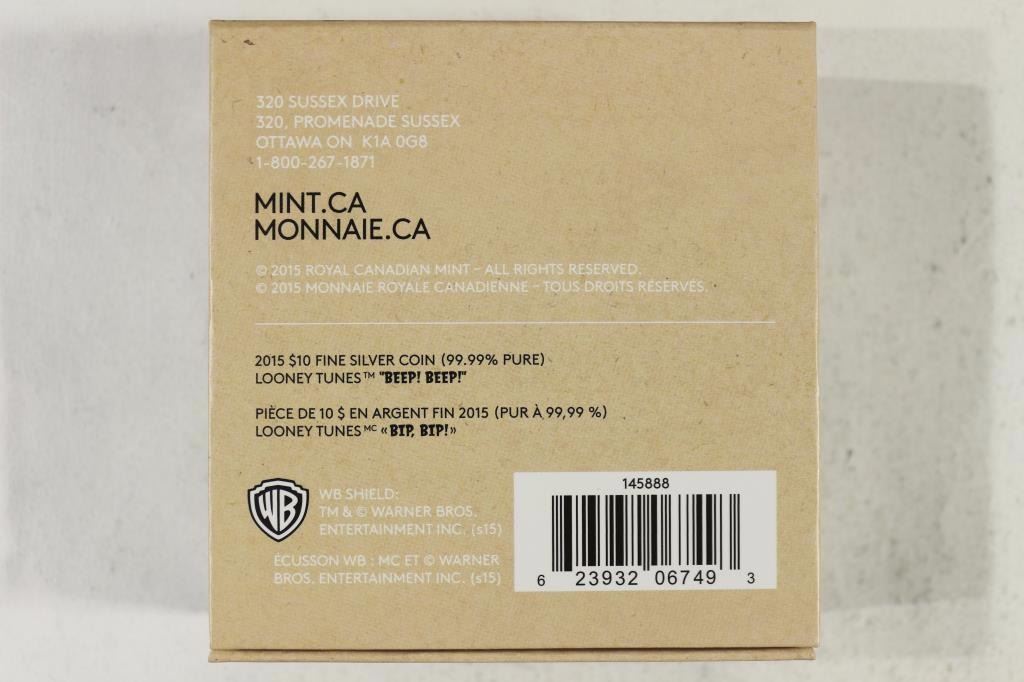 320 SUSSEX DRIVE
320, PROMENADE SUSSEX
OTTAWA ON K1A 0G8
1-800-267-1871
MINT.CA
MONNAIE.CA
© 2015 ROYAL CANADIAN MINT – ALL RIGHTS RESERVED.
© 2015 MONNAIE ROYALE CANADIENNE – TOUS DROITS RÉSERVÉS.
2015 $10 FINE SILVER COIN (99.99% PURE)
LOONEY TUNES™ "BEEP! BEEP!"
PIÈCE DE 10 $ EN ARGENT FIN 2015 (PUR À 99,99 %)
LOONEY TUNES MC « BIP, BIP! »
WB
WB SHIELD:
TM & © WARNER BROS.
ENTERTAINMENT INC. (s15)
ÉCUSSON WB : MC ET © WARNER
BROS. ENTERTAINMENT INC. (s15)
145888
6 23932 06749 3